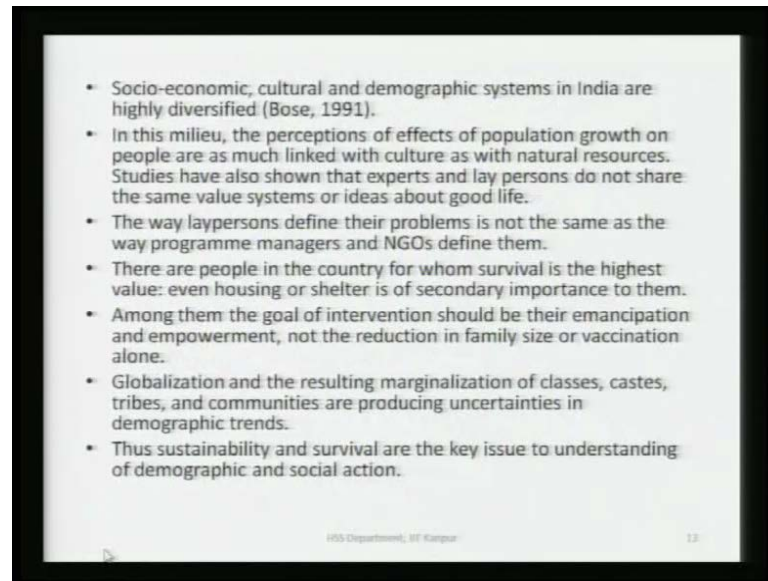 • Socio-economic, cultural and demographic systems in India are
highly diversified (Bose, 1991).
• In this milieu, the perceptions of effects of population growth on
people are as much linked with culture as with natural resources.
Studies have also shown that experts and lay persons do not share
the same value systems or ideas about good life.
• The way laypersons define their problems is not the same as the
way programme managers and NGOs define them.
• There are people in the country for whom survival is the highest
value: even housing or shelter is of secondary importance to them.
• Among them the goal of intervention should be their emancipation
and empowerment, not the reduction in family size or vaccination
alone.
• Globalization and the resulting marginalization of classes, castes,
tribes, and communities are producing uncertainties in
demographic trends.
• Thus sustainability and survival are the key issue to understanding
of demographic and social action.
HSS Department, IIT Kanpur
13